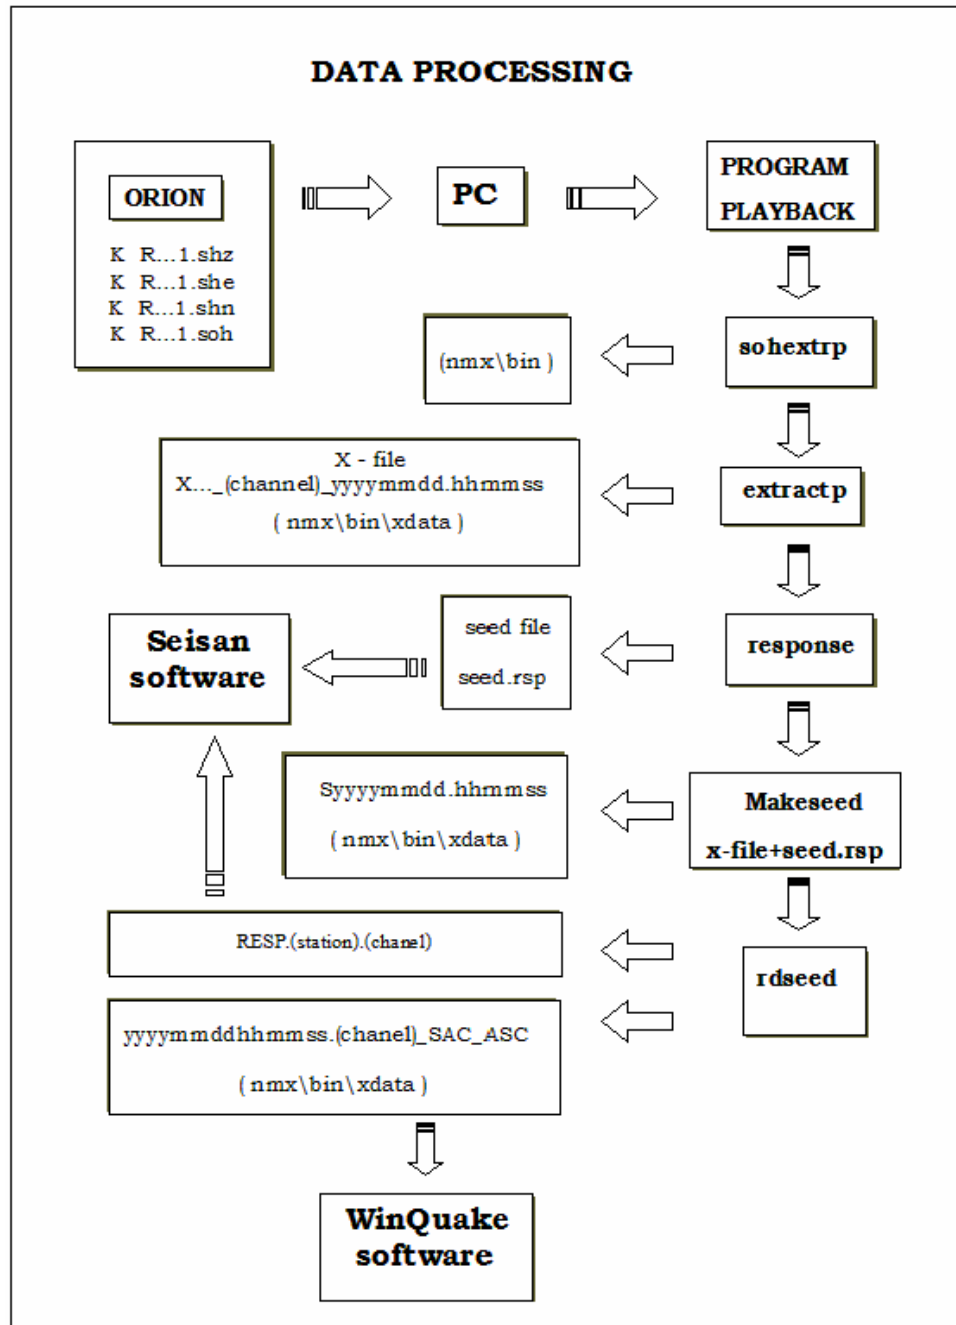 DATA PROCESSING
ORION
K R...1.shz
K R...1.she
K R...1.shn
K R...1.soh
PC
PROGRAM
PLAYBACK
sohextrp
(nmx\bin )
extractp
X - file
X..._(channel)_yyyymmdd.hhmmss
( nmx\bin\xdata )
response
seed file
seed.rsp
Seisan
software
Makeseed
x-file+seed.rsp
Syyyymmdd.hhmmss
( nmx\bin\xdata )
rdseed
RESP.(station).(chanel)
yyyymmddhhmmss.(chanel)_SAC_ASC
( nmx\bin\xdata )
WinQuake
software